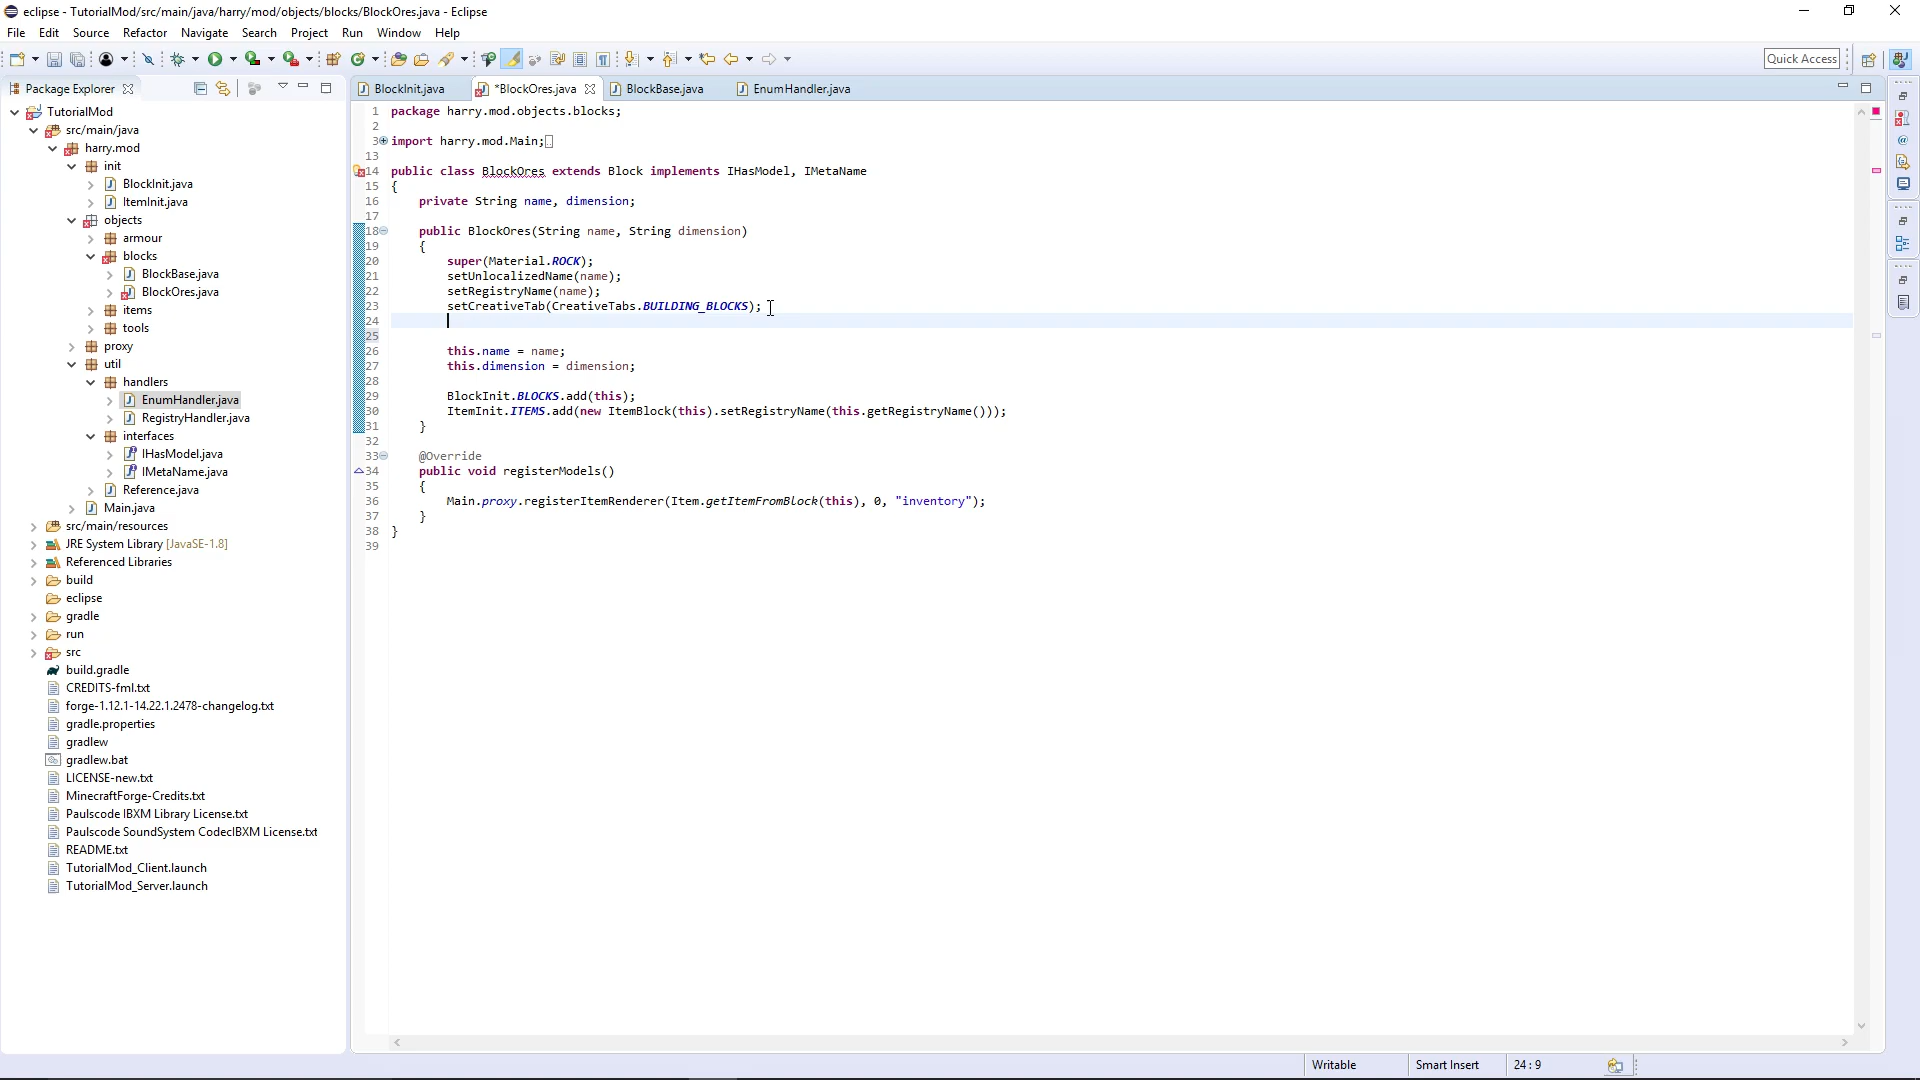 eclipse - TutorialMod/src/main/java/harry/mod/objects/blocks/BlockOres.java - Eclipse
File Edit Source Refactor Navigate Search Project Run Window Help
Quick Access
Package Explorer
BlockInit.java *BlockOres.java BlockBase.java EnumHandler.java
TutorialMod
src/main/java
harry.mod
init
BlockInit.java
ItemInit.java
objects
armour
blocks
BlockBase.java
BlockOres.java
items
tools
proxy
util
handlers
EnumHandler.java
RegistryHandler.java
interfaces
IHasModel.java
IMetaName.java
Reference.java
Main.java
src/main/resources
JRE System Library [JavaSE-1.8]
Referenced Libraries
build
eclipse
gradle
run
src
build.gradle
CREDITS-fml.txt
forge-1.12.1-14.22.1.2478-changelog.txt
gradle.properties
gradlew
gradlew.bat
LICENSE-new.txt
MinecraftForge-Credits.txt
Paulscode IBXM Library License.txt
Paulscode SoundSystem CodecIBXM License.txt
README.txt
TutorialMod_Client.launch
TutorialMod_Server.launch
1 package harry.mod.objects.blocks;
2
3 import harry.mod.Main;
13
14 public class BlockOres extends Block implements IHasModel, IMetaName
15 {
16 private String name, dimension;
17
18 public BlockOres(String name, String dimension)
19 {
20 super(Material.ROCK);
21 setUnlocalizedName(name);
22 setRegistryName(name);
23 setCreativeTab(CreativeTabs.BUILDING_BLOCKS);
24
25
26 this.name = name;
27 this.dimension = dimension;
28
29 BlockInit.BLOCKS.add(this);
30 ItemInit.ITEMS.add(new ItemBlock(this).setRegistryName(this.getRegistryName()));
31 }
32
33 @Override
34 public void registerModels()
35 {
36 Main.proxy.registerItemRenderer(Item.getItemFromBlock(this), 0, "inventory");
37 }
38 }
39
Writable Smart Insert 24 : 9